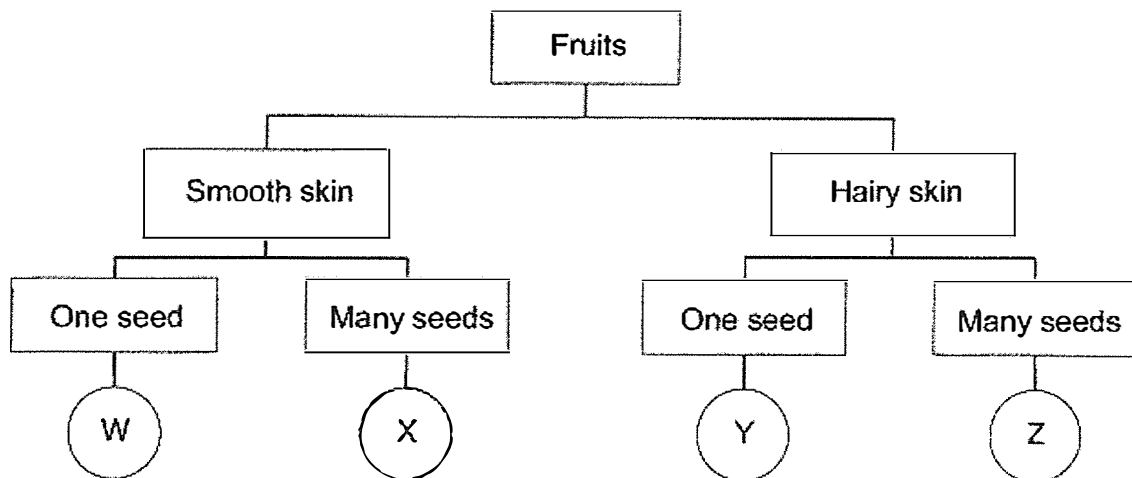 Fruits
Smooth skin
Hairy skin
One seed
Many seeds
One seed
Many seeds
W
X
Y
Z